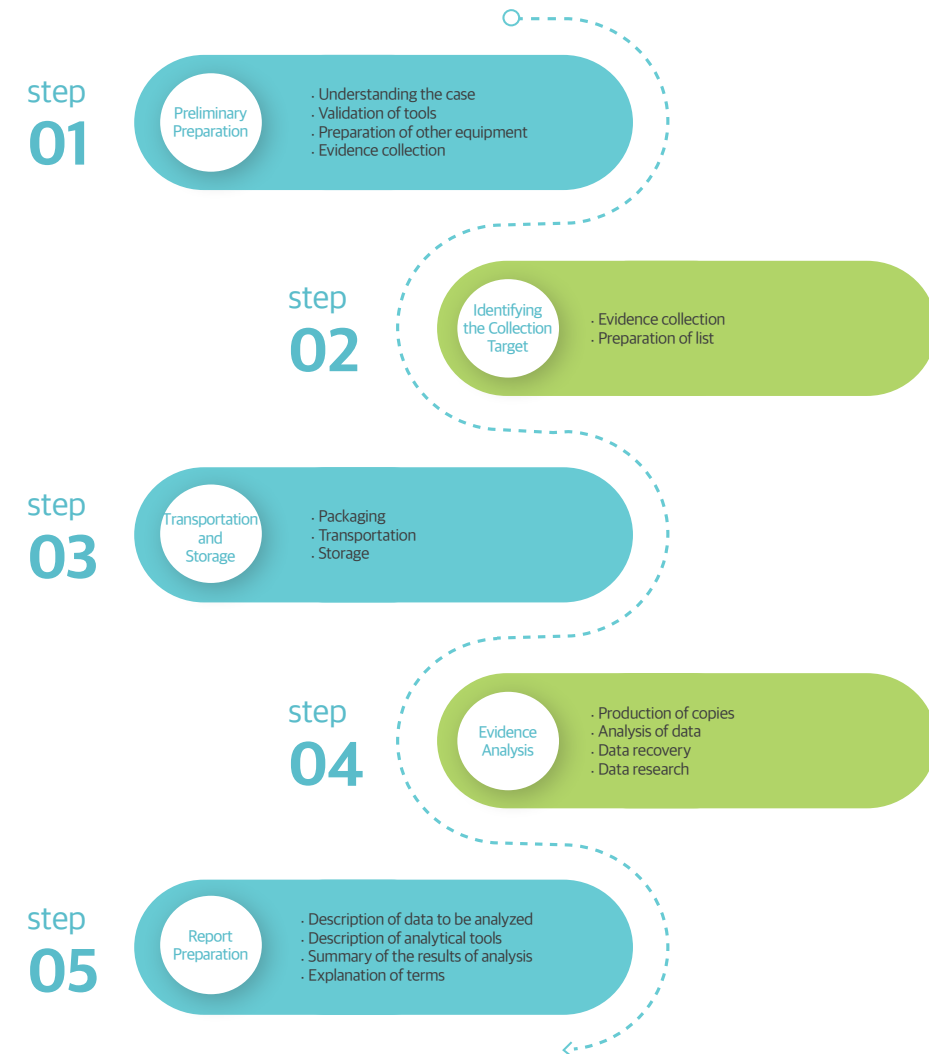 step
01
Preliminary
Preparation
. Understanding the case
. Validation of tools
. Preparation of other equipment
. Evidence collection
step
02
Identifying
the Collection
Target
. Evidence collection
. Preparation of list
step
03
Transportation
and
Storage
. Packaging
. Transportation
. Storage
step
04
Evidence
Analysis
. Production of copies
. Analysis of data
. Data recovery
. Data research
step
05
Report
Preparation
. Description of data to be analyzed
. Description of analytical tools
. Summary of the results of analysis
. Explanation of terms